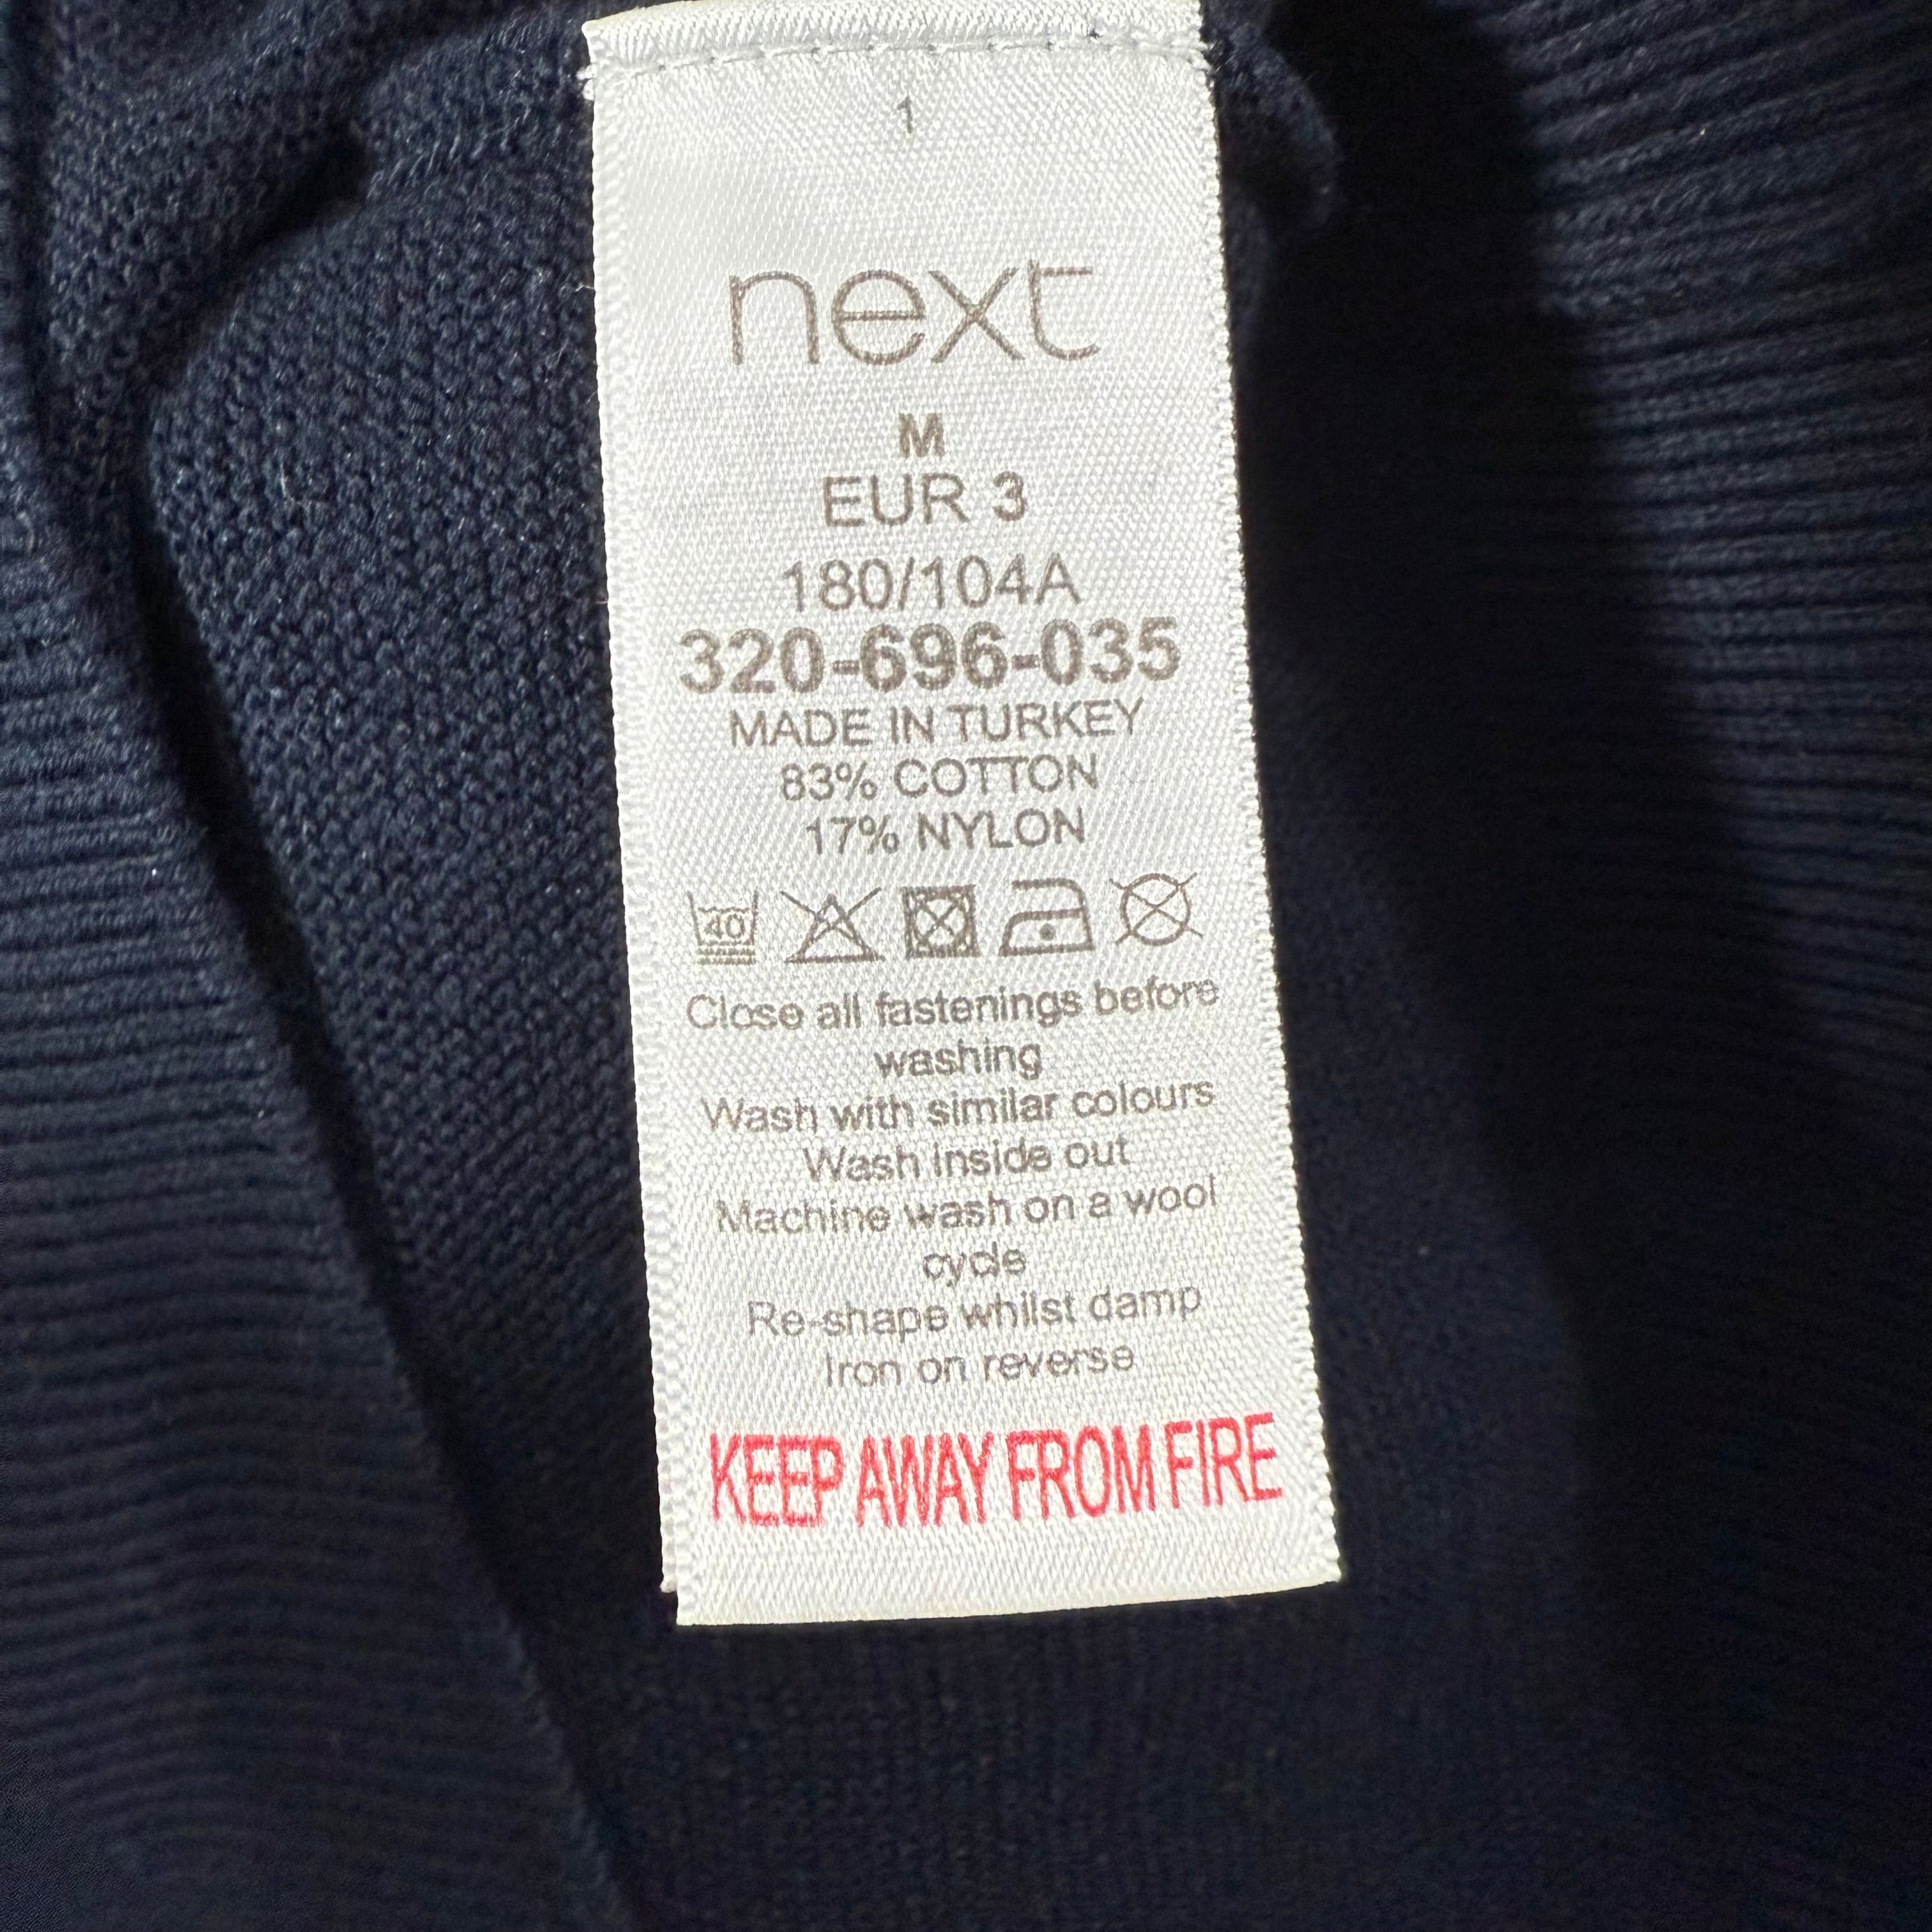 1
next
M
EUR 3
180/104A
320-696-035
MADE IN TURKEY
83% COTTON
17% NYLON
40
Close all fastenings before
washing
Wash with similar colours
Wash inside out
Machine wash on a wool
cycle
Re-shape whilst damp
Iron on reverse
KEEP AWAY FROM FIRE